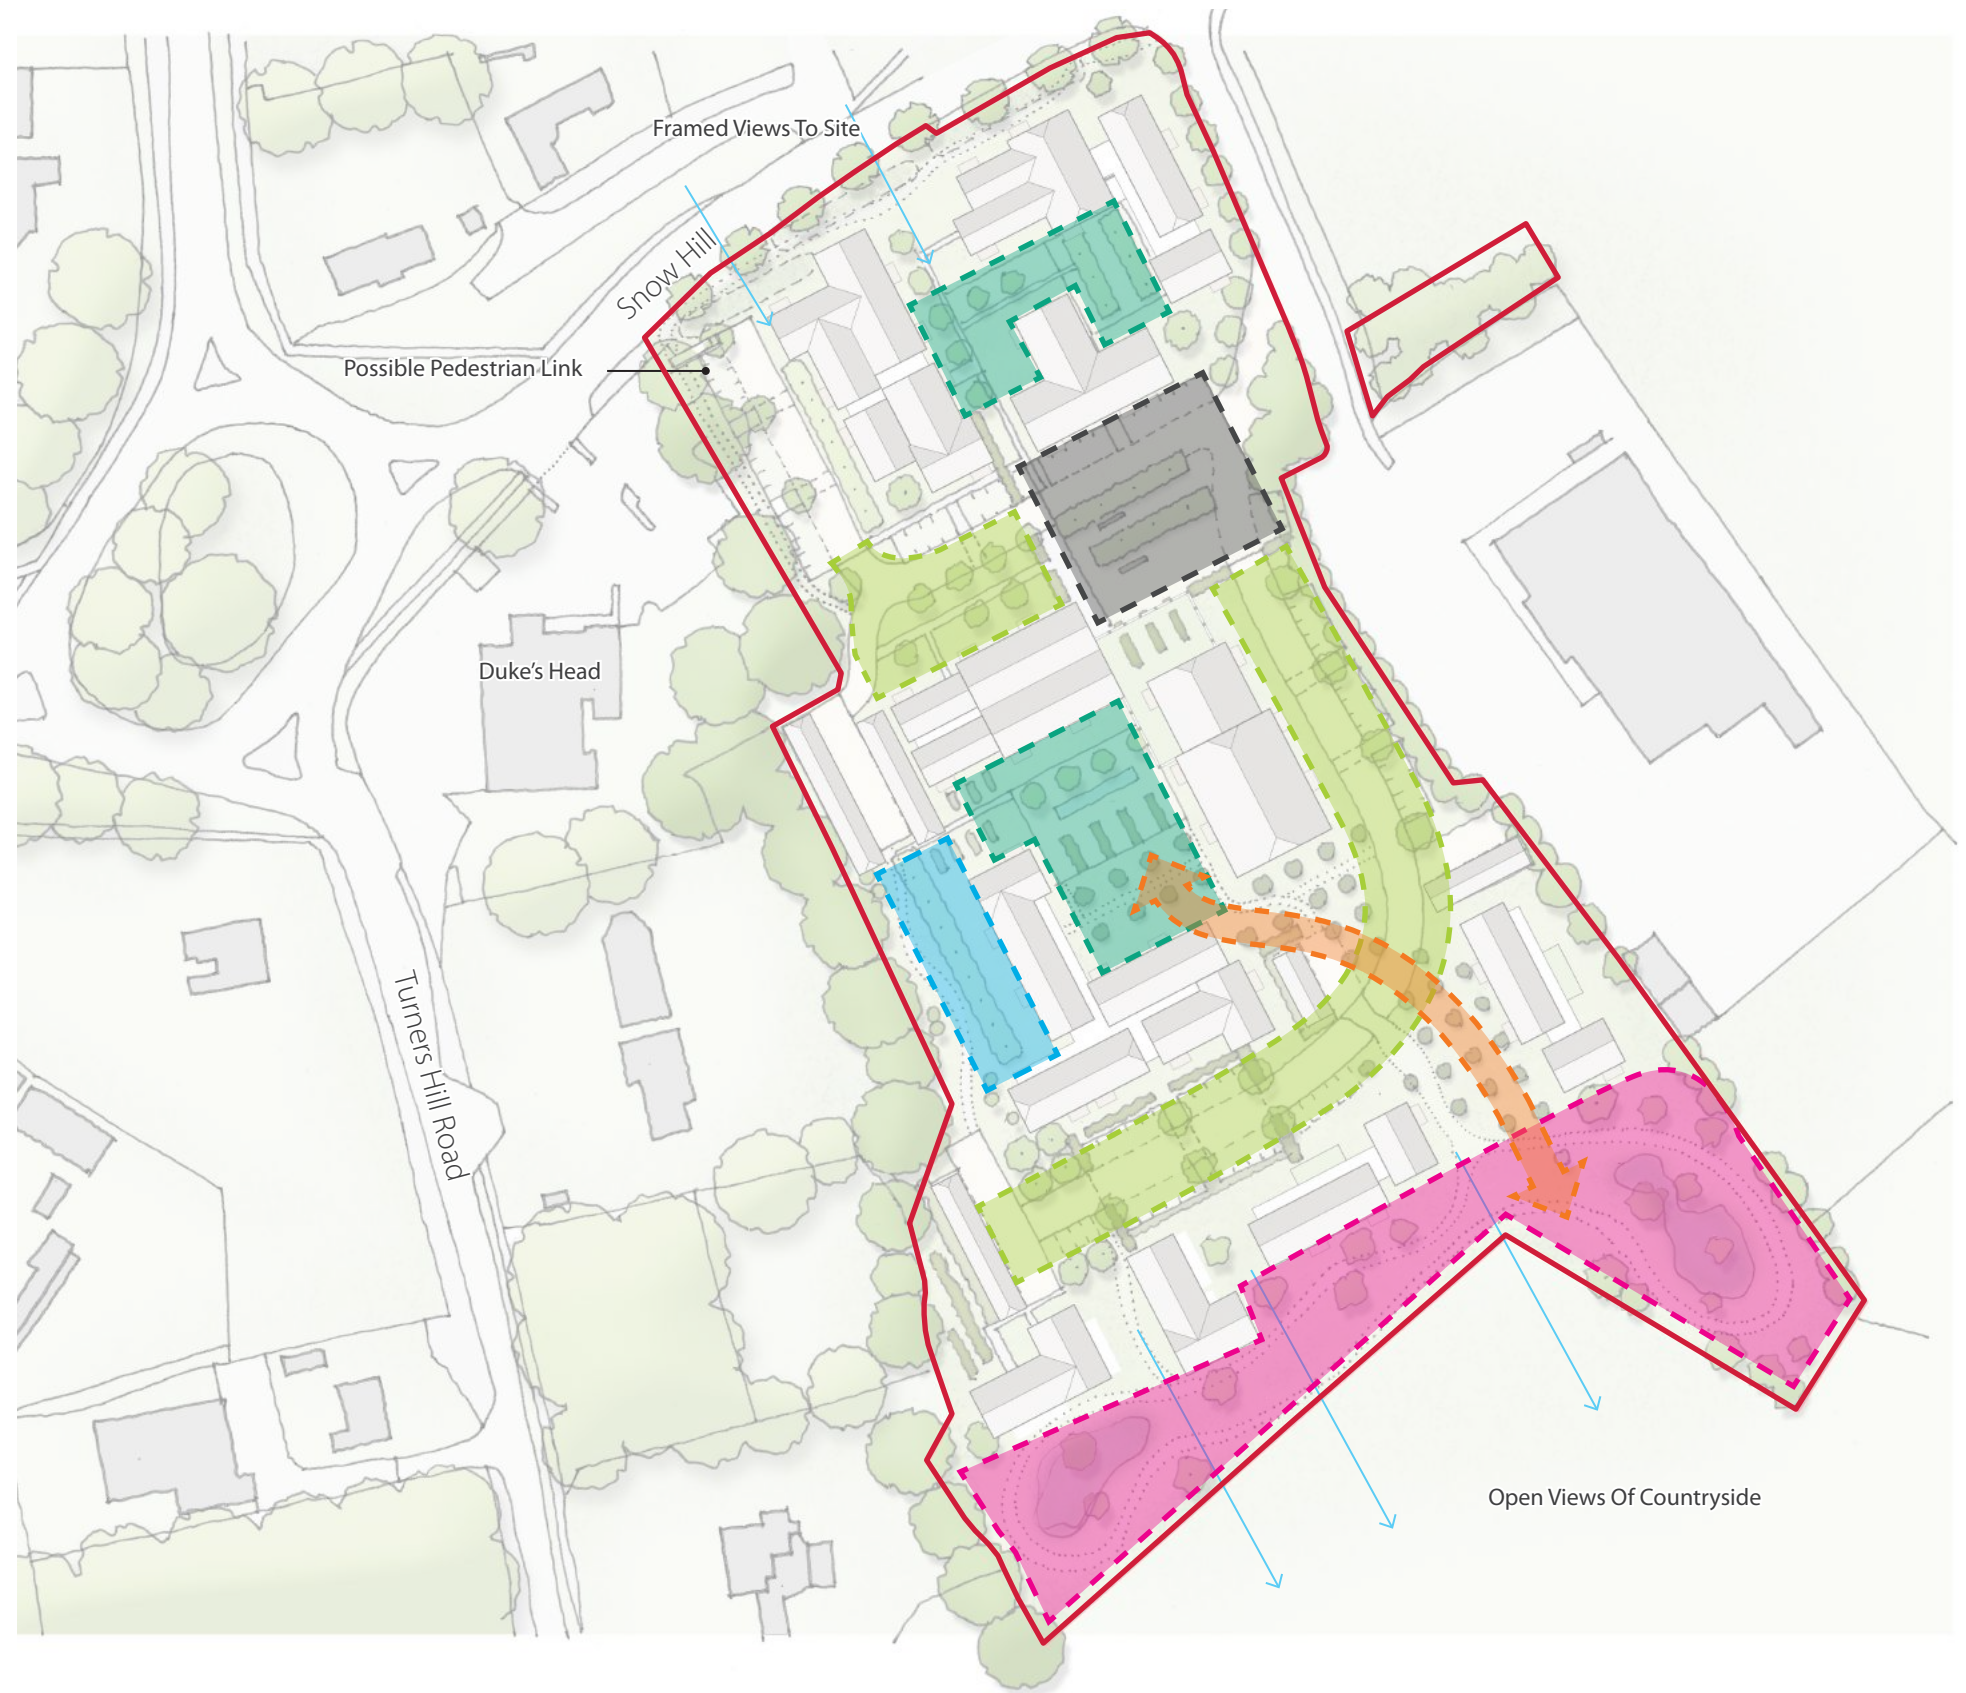 Framed Views To Site
Snow Hill
Possible Pedestrian Link
Duke's Head
Turners Hill Road
Open Views Of Countryside